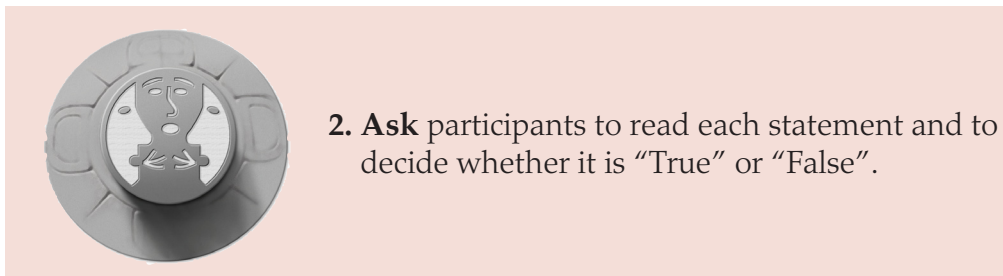 2. Ask participants to read each statement and to
decide whether it is “True” or “False”.